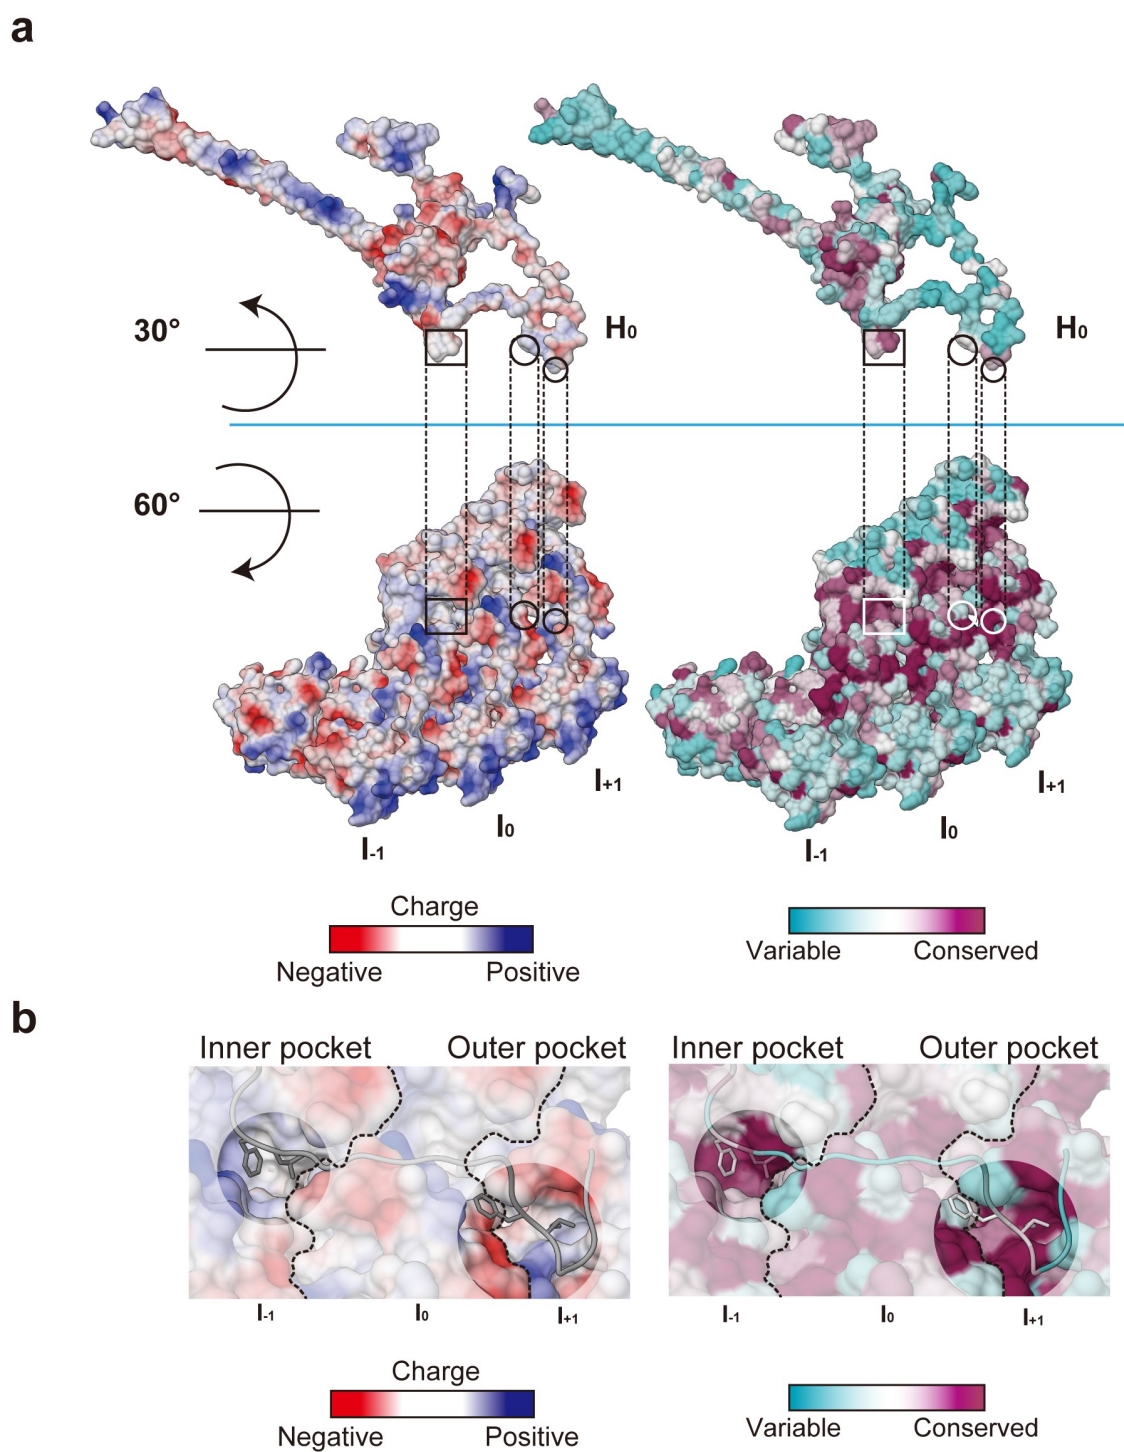 a
30°
H0
H0
60°
I-1
I0
I+1
I-1
I0
I+1
Charge
Negative
Positive
Variable
Conserved
b
Inner pocket
Outer pocket
Inner pocket
Outer pocket
I-1
I0
I+1
I-1
I0
I+1
Charge
Negative
Positive
Variable
Conserved